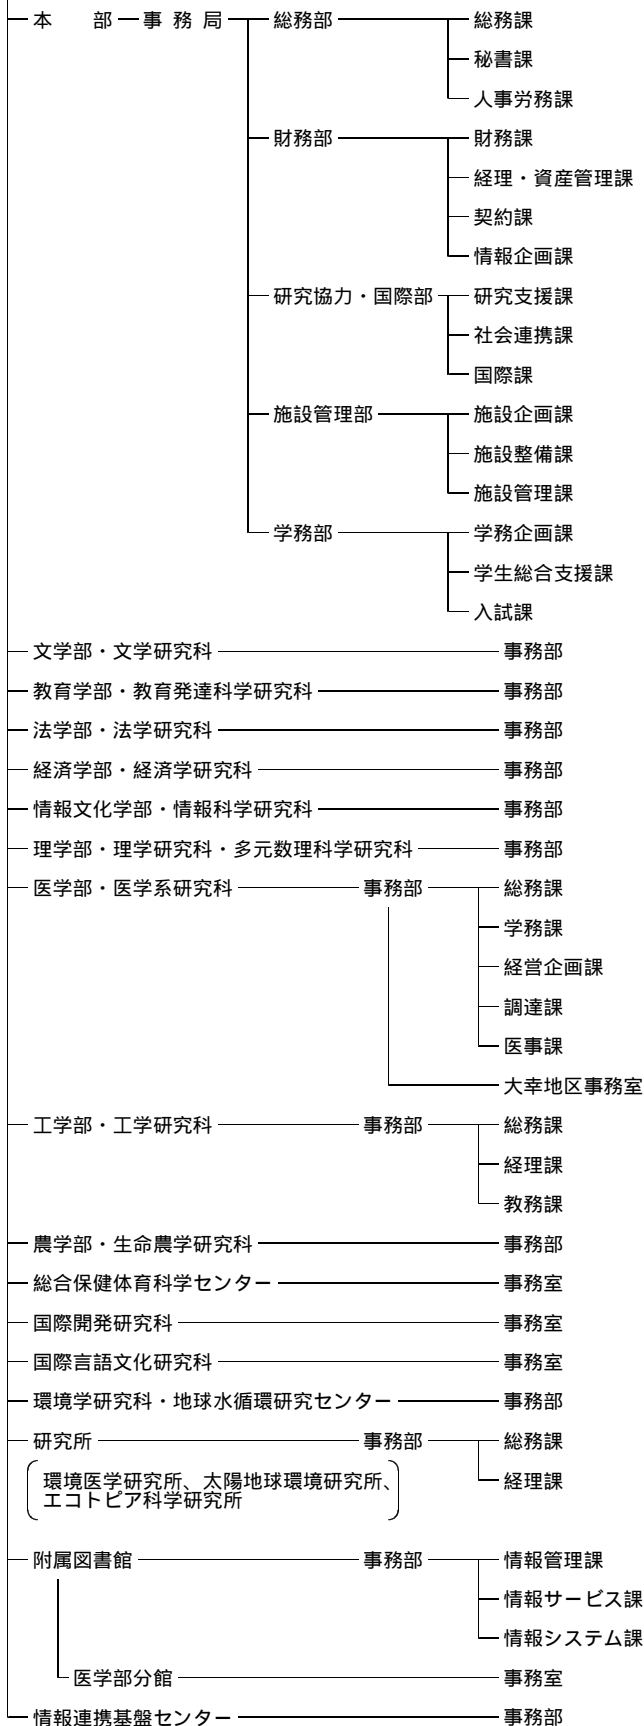 本　　部 事 務 局 総務部 総務課
秘書課
人事労務課
財務部 財務課
経理・資産管理課
契約課
情報企画課
研究協力・国際部 研究支援課
社会連携課
国際課
施設管理部 施設企画課
施設整備課
施設管理課
学務部 学務企画課
学生総合支援課
入試課
文学部・文学研究科 事務部
教育学部・教育発達科学研究科 事務部
法学部・法学研究科 事務部
経済学部・経済学研究科 事務部
情報文化学部・情報科学研究科 事務部
理学部・理学研究科・多元数理科学研究科 事務部
医学部・医学系研究科 事務部 総務課
学務課
経営企画課
調達課
医事課
大幸地区事務室
工学部・工学研究科 事務部 総務課
経理課
教務課
農学部・生命農学研究科 事務部
総合保健体育科学センター 事務室
国際開発研究科 事務室
国際言語文化研究科 事務室
環境学研究科・地球水循環研究センター 事務部
研究所 事務部 総務課
環境医学研究所、太陽地球環境研究所、 経理課
エコトピア科学研究所
附属図書館 事務部 情報管理課
情報サービス課
情報システム課
医学部分館 事務室
情報連携基盤センター 事務部